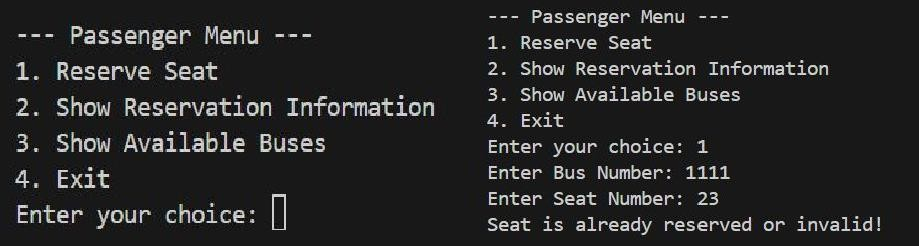 --- Passenger Menu ---
1. Reserve Seat
2. Show Reservation Information
3. Show Available Buses
4. Exit
Enter your choice:
--- Passenger Menu ---
1. Reserve Seat
2. Show Reservation Information
3. Show Available Buses
4. Exit
Enter your choice: 1
Enter Bus Number: 1111
Enter Seat Number: 23
Seat is already reserved or invalid!